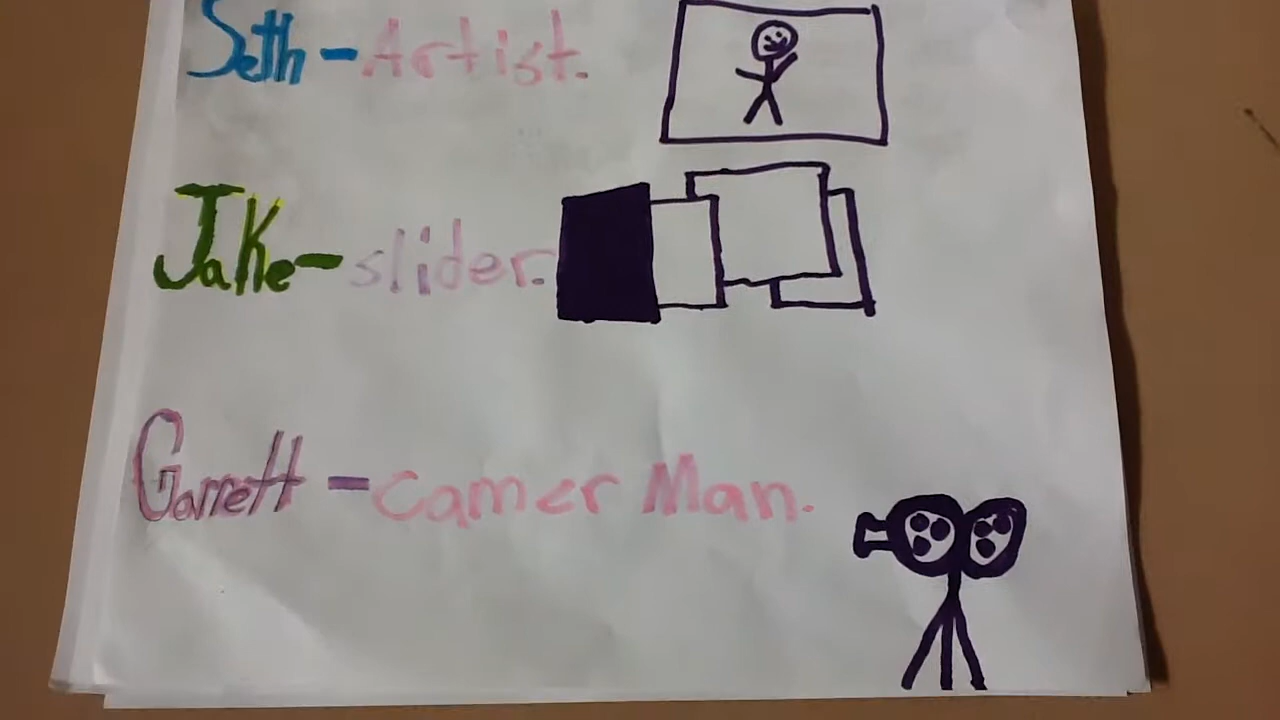 Seth - Artist.
Jake - slider.
Garrett - camer Man.